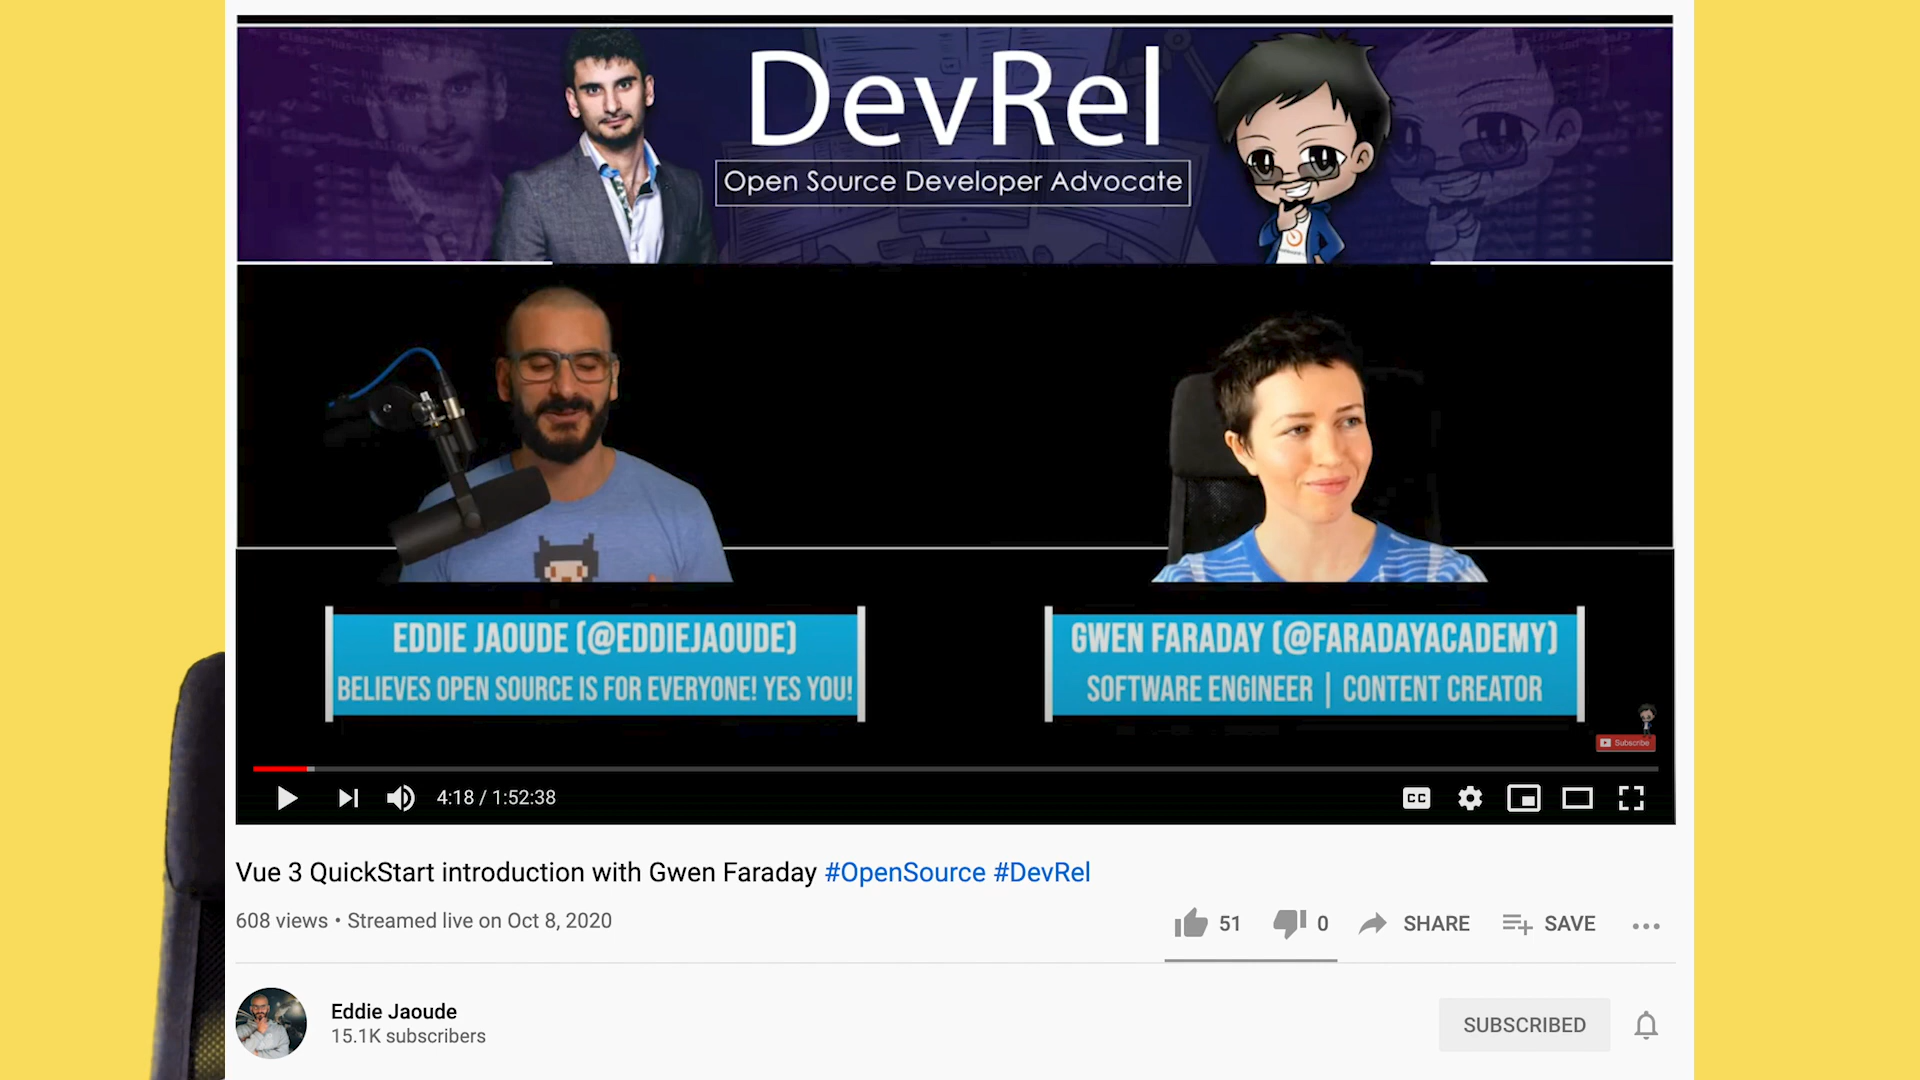 DevRel
Open Source Developer Advocate
EDDIE JAOUDE (@EDDIEJAOUDE)
BELIEVES OPEN SOURCE IS FOR EVERYONE! YES YOU!
GWEN FARADAY (@FARADAYACADEMY)
SOFTWARE ENGINEER | CONTENT CREATOR
Subscribe
4:18 / 1:52:38
CC
Vue 3 QuickStart introduction with Gwen Faraday #OpenSource #DevRel
608 views • Streamed live on Oct 8, 2020
51
0
SHARE
SAVE
Eddie Jaoude
15.1K subscribers
SUBSCRIBED